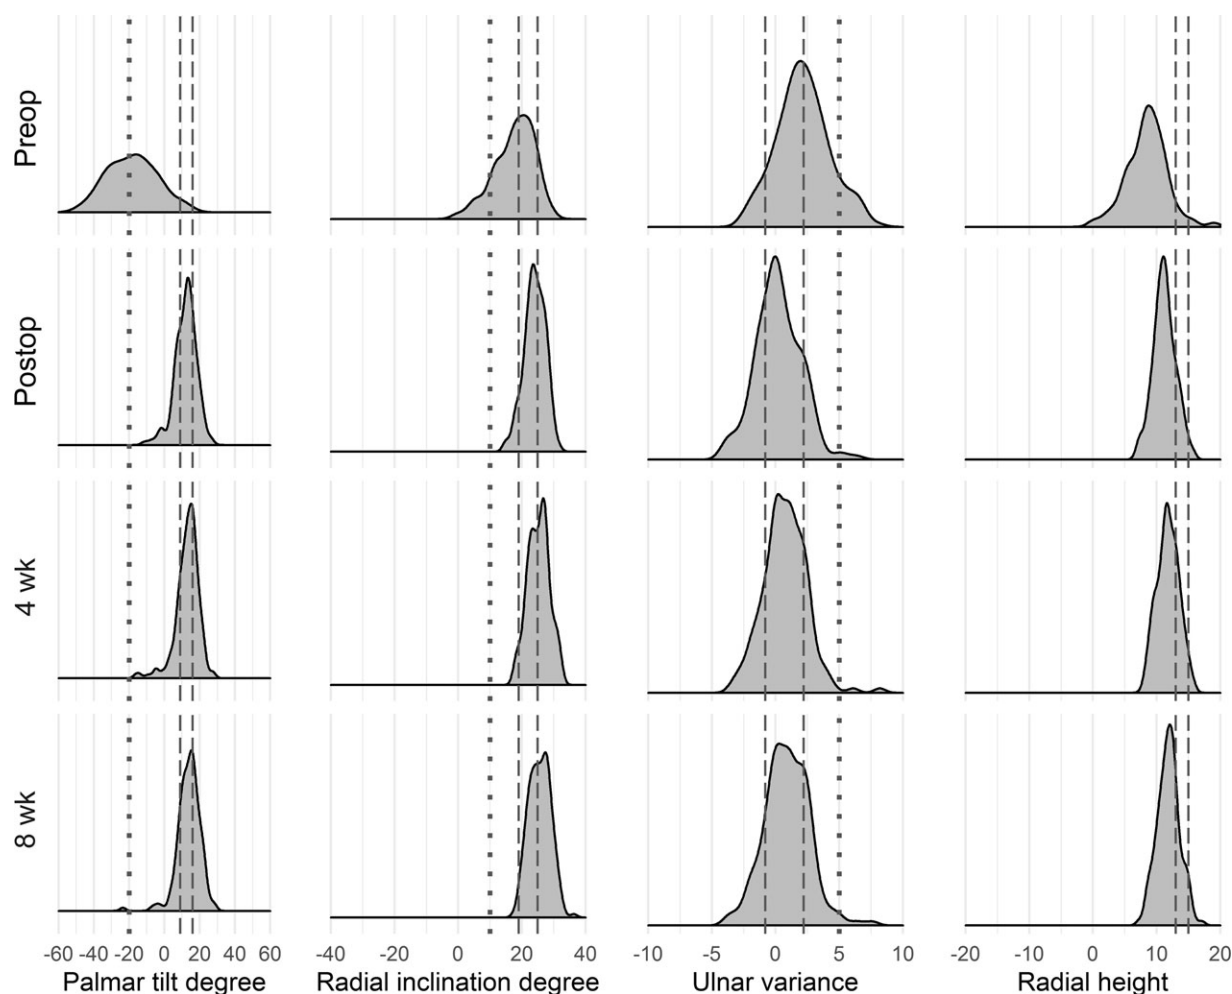 Preop
Postop
4 wk
8 wk
-60 -40 -20 0 20 40 60
-40 -20 0 20 40
-10 -5 0 5 10
-20 -10 0 10 20
Palmar tilt degree
Radial inclination degree
Ulnar variance
Radial height